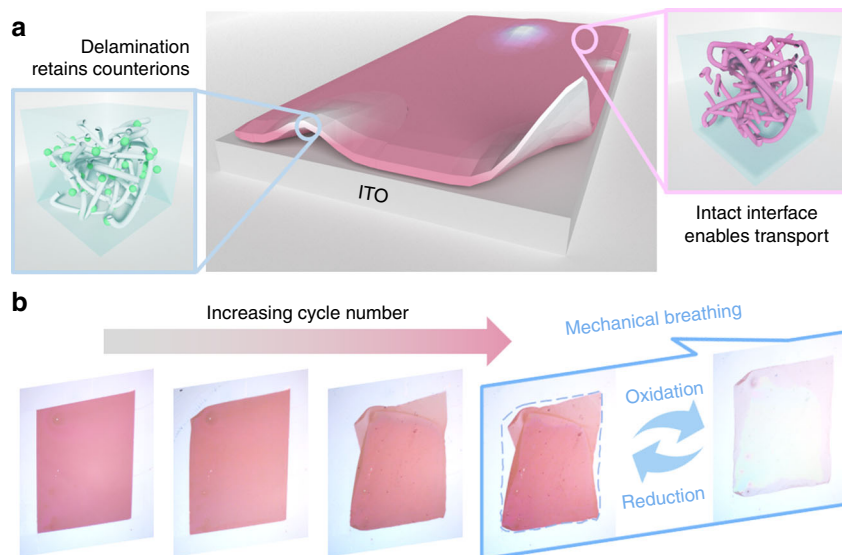 a
Delamination
retains counterions
ITO
Intact interface
enables transport
b
Increasing cycle number
Mechanical breathing
Oxidation
Reduction